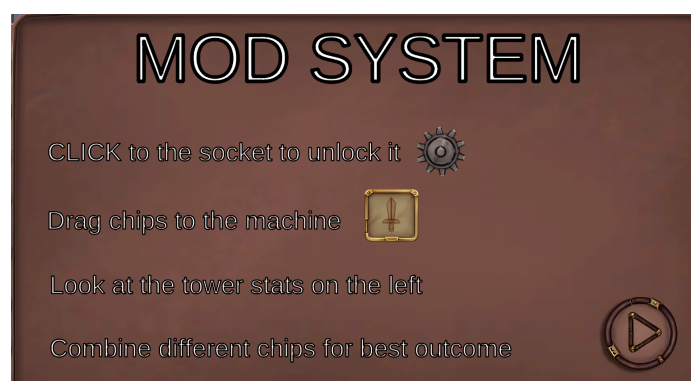 MOD SYSTEM
CLICK to the socket to unlock it
Drag chips to the machine
Look at the tower stats on the left
Combine different chips for best outcome